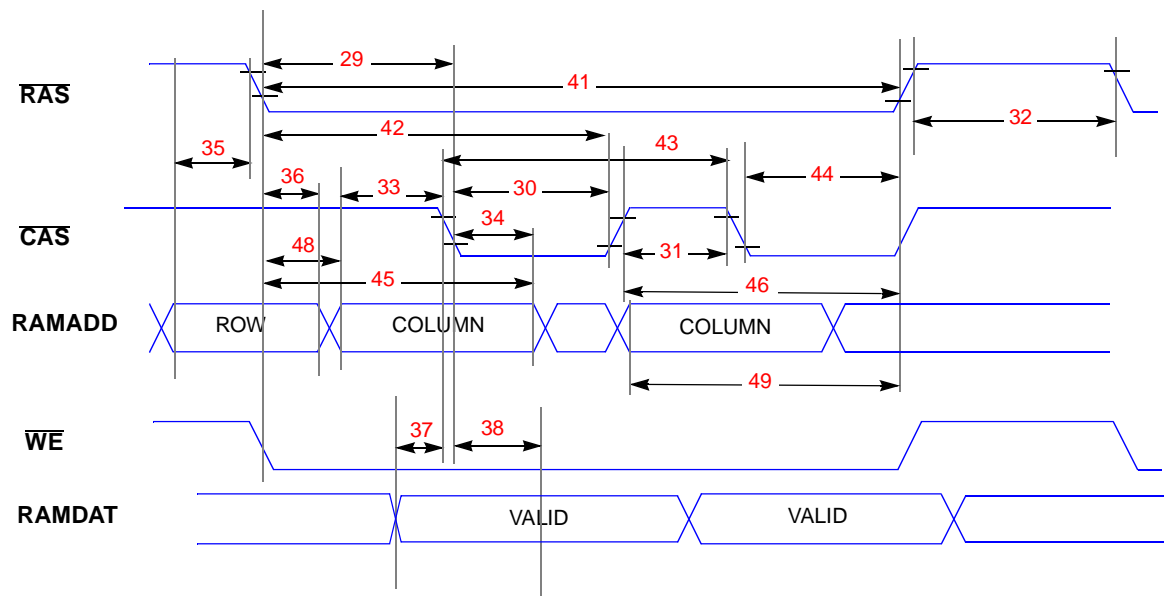 29
RAS
41
32
42
35
43
36
33
30
44
34
CAS
48
31
45
46
RAMADD
ROW
COLUMN
COLUMN
49
WE
37
38
RAMDAT
VALID
VALID